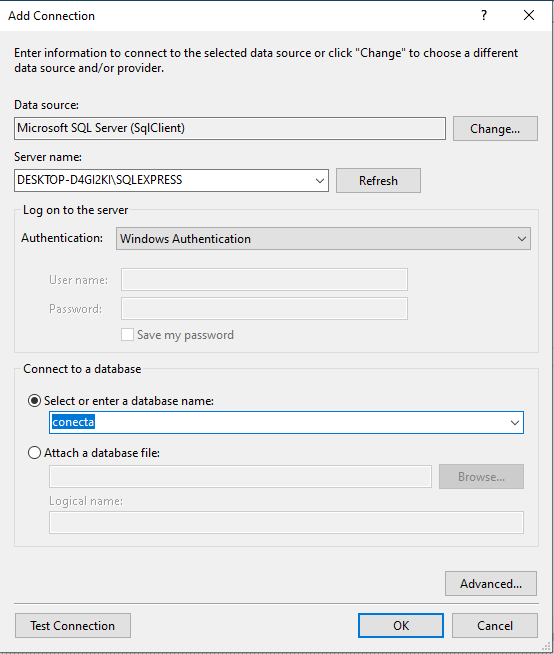 Add Connection
?
Enter information to connect to the selected data source or click "Change" to choose a different
data source and/or provider.
Data source:
Microsoft SQL Server (SqlClient)
Change...
Server name:
DESKTOP-D4GI2KI\SQLEXPRESS
Refresh
Log on to the server
Authentication:
Windows Authentication
User name:
Password:
Save my password
Connect to a database
Select or enter a database name:
conecta
Attach a database file:
Browse...
Logical name:
Advanced...
Test Connection
OK
Cancel